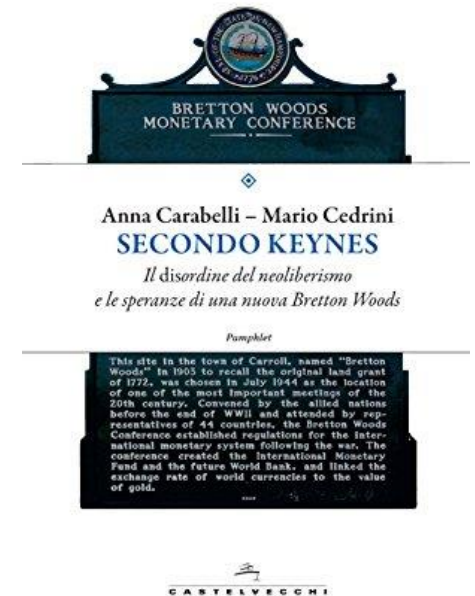 BRETTON WOODS
MONETARY CONFERENCE
Anna Carabelli – Mario Cedrini
SECONDO KEYNES
Il disordine del neoliberismo
e le speranze di una nuova Bretton Woods
Pamphlet
This site in the town of Carroll, named "Bretton
Woods" in 1903 to recall the original land grant
of 1772, was chosen in July 1944 as the location
of one of the most important meetings of the
20th century. Convened by the allied nations
before the end of WWII and attended by rep-
resentatives of 44 countries, the Bretton Woods
Conference established regulations for the inter-
national monetary system following the war. The
conference created the International Monetary
Fund and the future World Bank, and linked the
exchange rate of world currencies to the value
of gold.
CASTELVECCHI